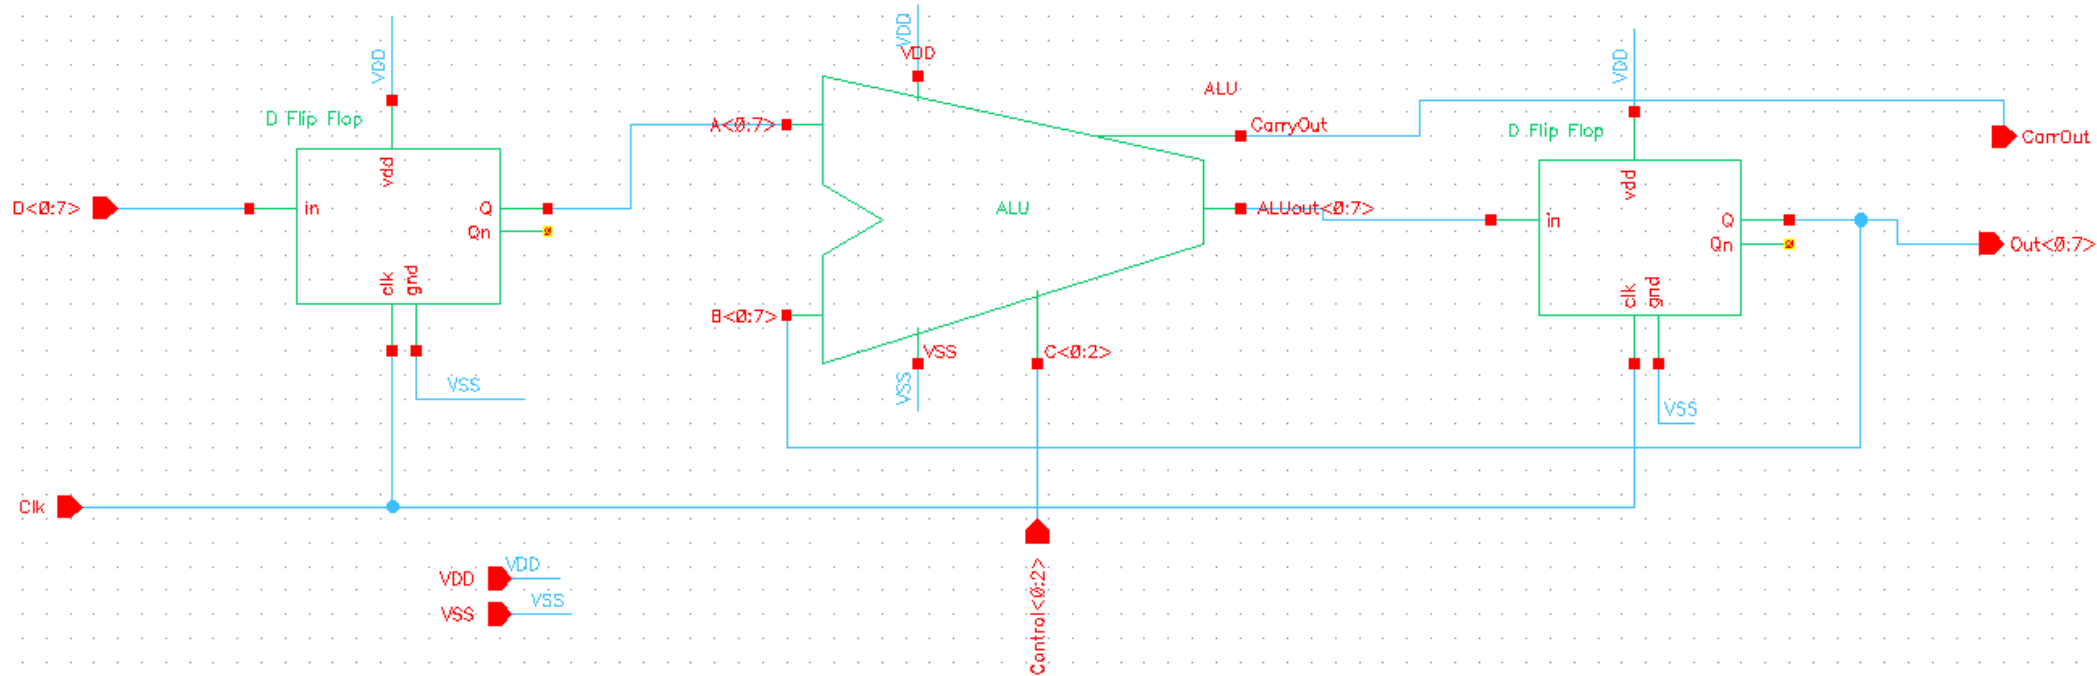 VDD
D Flip Flop
vdd
in
Q
Qn
clk
gnd
VSS
D<0:7>
VDD
VDD
ALU
A<0:7>
CarryOut
ALU
ALUout<0:7>
B<0:7>
VSS
VSS
C<0:2>
VDD
D Flip Flop
vdd
in
Q
Qn
clk
gnd
VSS
CarrOut
Out<0:7>
Clk
VDD
VDD
VSS
VSS
Control<0:2>